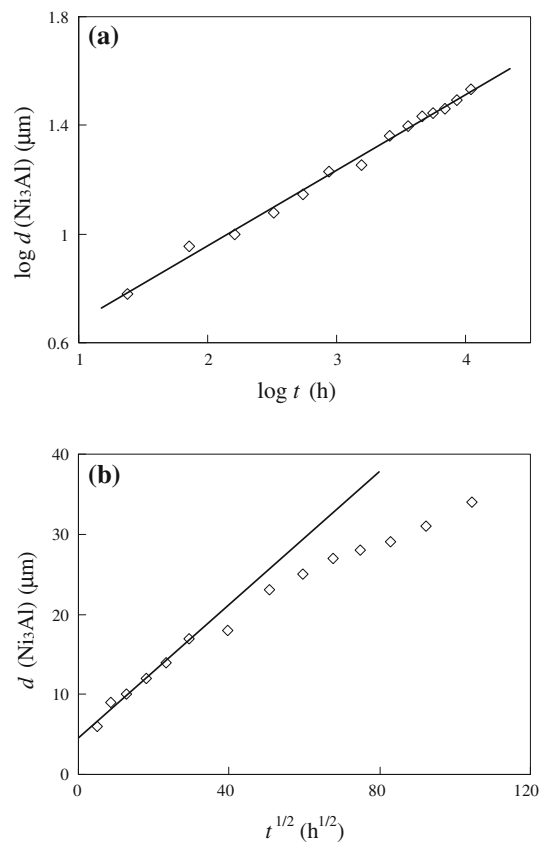 (a)
log d (Ni₃Al) (μm)
1.8
1.4
1
0.6
1 2 3 4
log t (h)
(b)
d (Ni₃Al) (μm)
40
30
20
10
0
0 40 80 120
t¹/² (h¹/²)